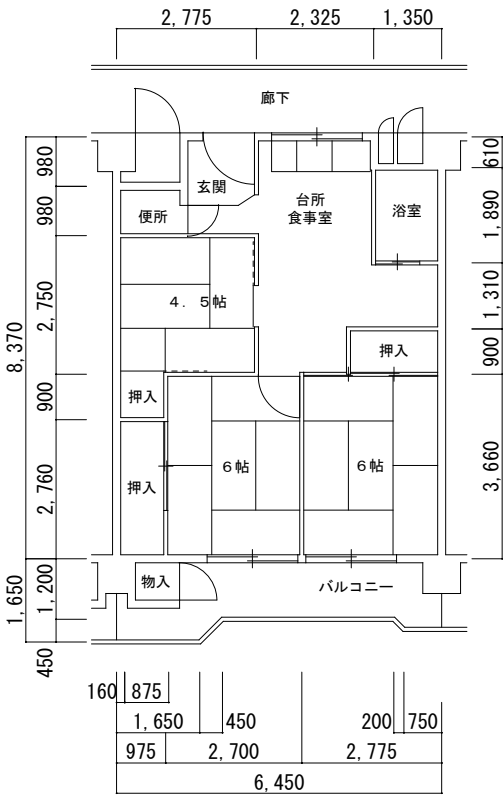 2,775
2,325
1,350
廊下
980
980
2,750
900
2,760
8,370
1,200
1,650
450
610
1,890
1,310
900
3,660
玄関
台所
食事室
浴室
便所
4．5帖
押入
押入
押入
6帖
6帖
物入
バルコニー
160
875
1,650
450
200
750
975
2,700
2,775
6,450